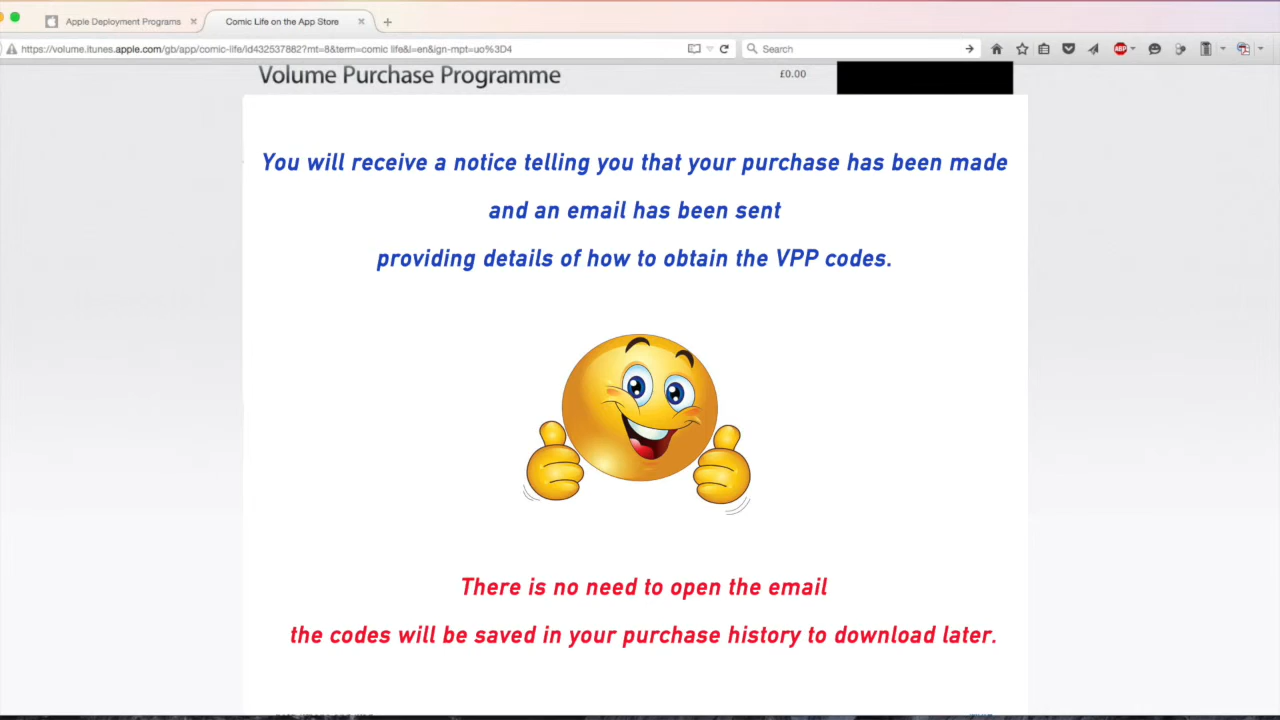 Apple Deployment Programs
Comic Life on the App Store
https://volume.itunes.apple.com/gb/app/comic-life/id432537882?mt=8&term=comic life&l=en&ign-mpt=uo%3D4
Search
ABP
Volume Purchase Programme
£0.00
You will receive a notice telling you that your purchase has been made
and an email has been sent
providing details of how to obtain the VPP codes.
There is no need to open the email
the codes will be saved in your purchase history to download later.